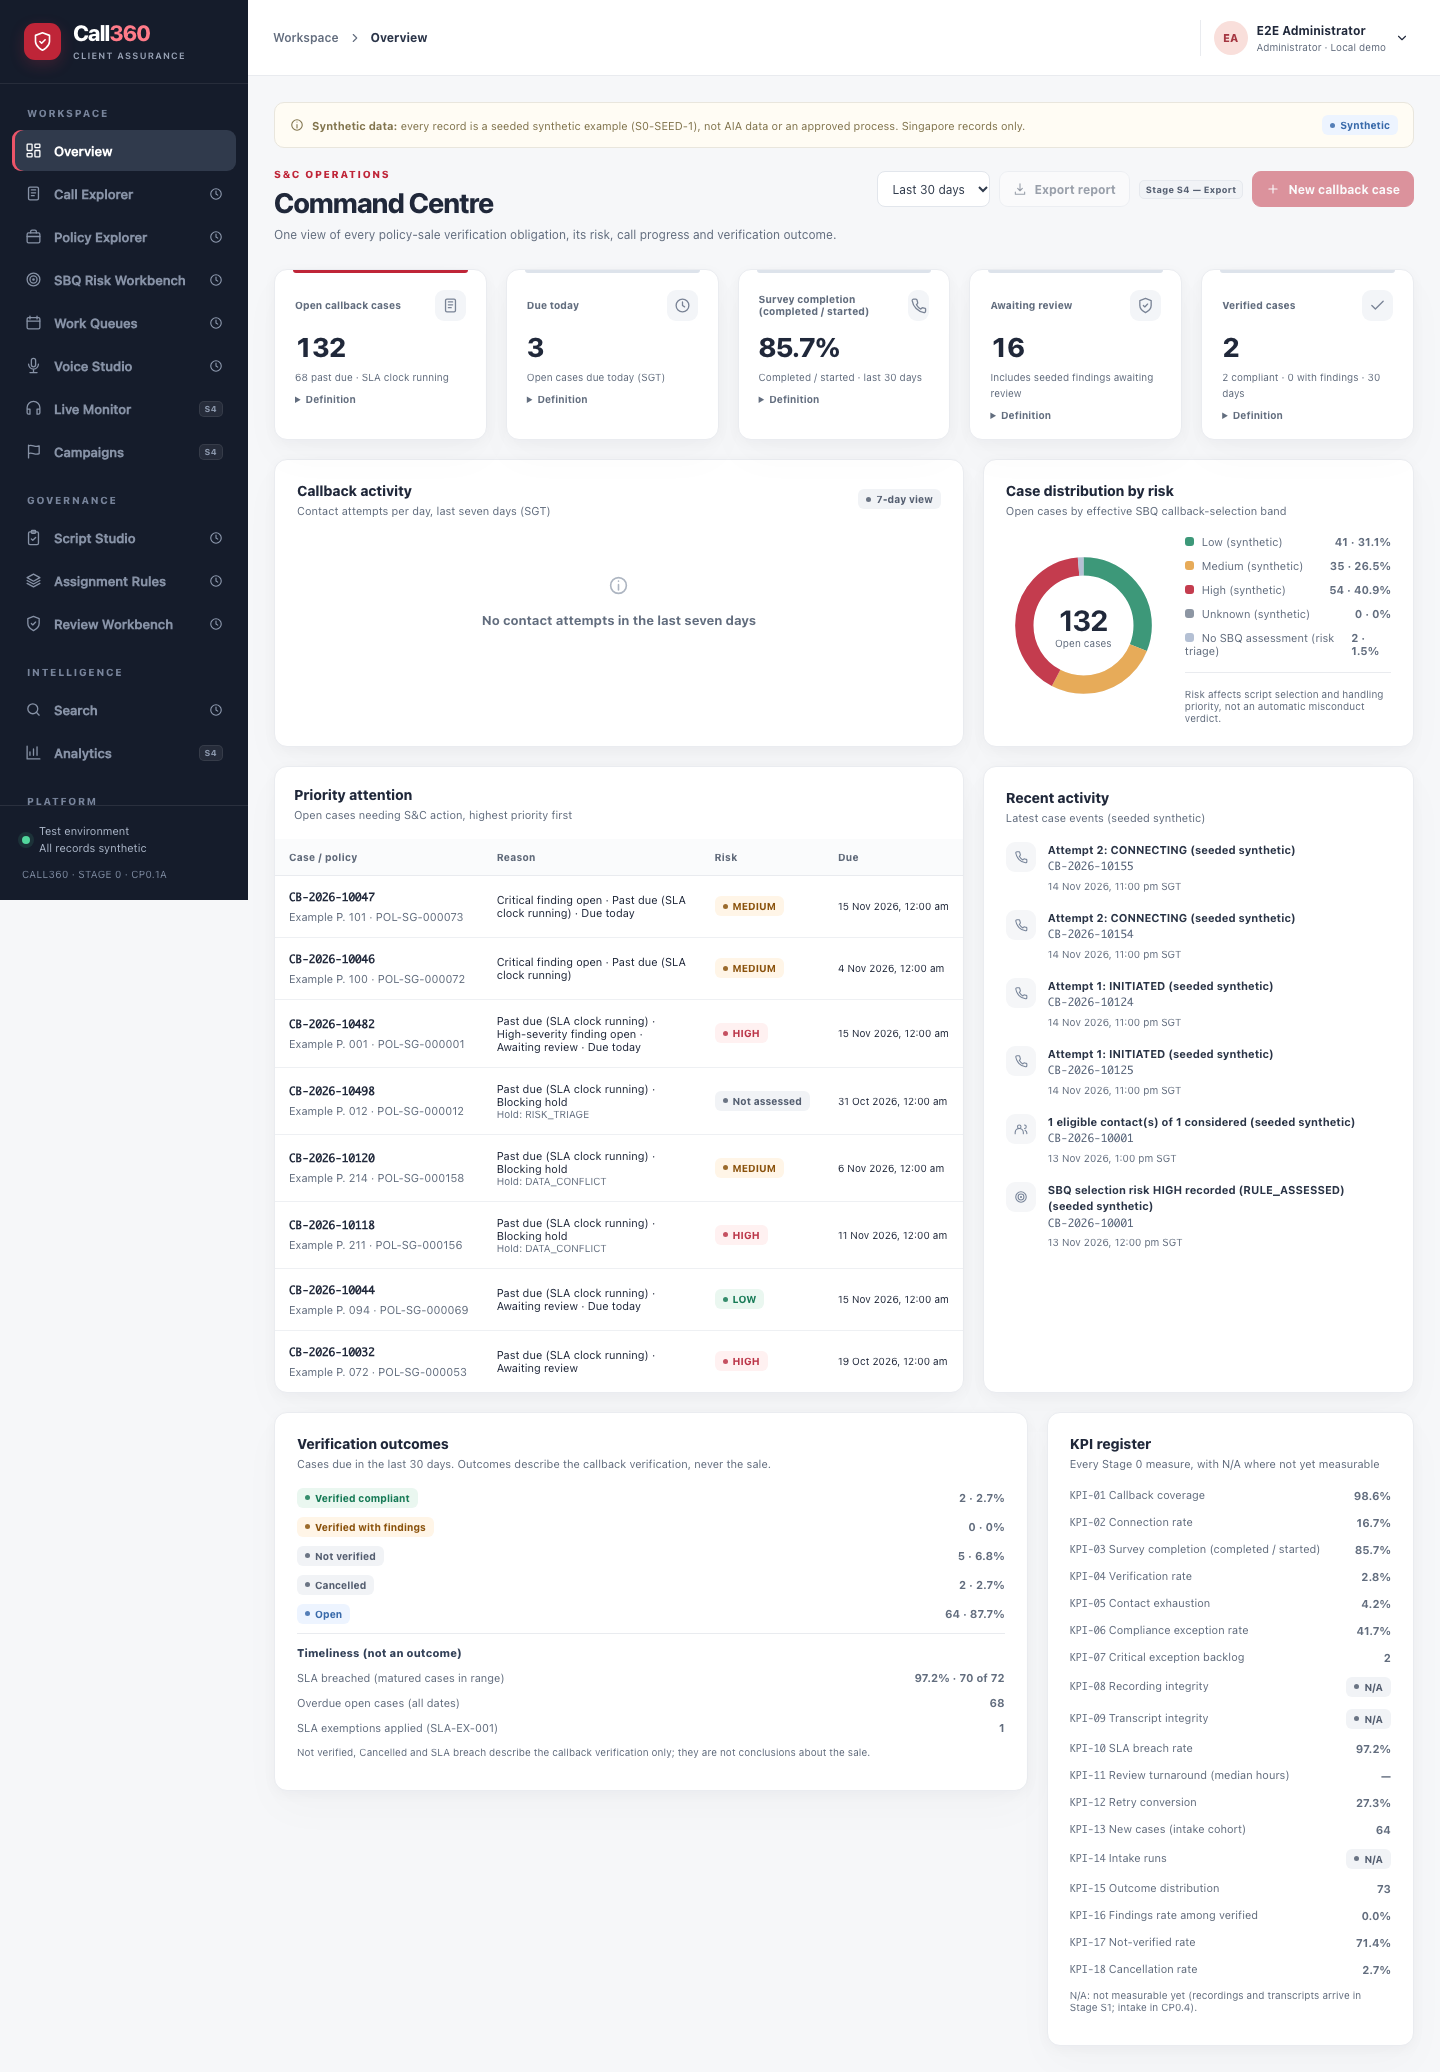 Call360
CLIENT ASSURANCE
WORKSPACE
Overview
Call Explorer
Policy Explorer
SBQ Risk Workbench
Work Queues
Voice Studio
Live Monitor S4
Campaigns S4
GOVERNANCE
Script Studio
Assignment Rules
Review Workbench
INTELLIGENCE
Search
Analytics S4
PLATFORM
Test environment
All records synthetic
CALL360 · STAGE 0 · CP0.1A
Workspace > Overview
EA
E2E Administrator
Administrator · Local demo
Synthetic data: every record is a seeded synthetic example (S0-SEED-1), not AIA data or an approved process. Singapore records only.
Synthetic
S&C OPERATIONS
Command Centre
One view of every policy-sale verification obligation, its risk, call progress and verification outcome.
Last 30 days
Export report
Stage S4 — Export
+ New callback case
Open callback cases
132
68 past due · SLA clock running
Definition
Due today
3
Open cases due today (SGT)
Definition
Survey completion
(completed / started)
85.7%
Completed / started · last 30 days
Definition
Awaiting review
16
Includes seeded findings awaiting
review
Definition
Verified cases
2
2 compliant · 0 with findings · 30
days
Definition
Callback activity
Contact attempts per day, last seven days (SGT)
7-day view
No contact attempts in the last seven days
Case distribution by risk
Open cases by effective SBQ callback-selection band
132
Open cases
Low (synthetic) 41 · 31.1%
Medium (synthetic) 35 · 26.5%
High (synthetic) 54 · 40.9%
Unknown (synthetic) 0 · 0%
No SBQ assessment (risk triage) 2 · 1.5%
Risk affects script selection and handling
priority, not an automatic misconduct
verdict.
Priority attention
Open cases needing S&C action, highest priority first
Case / policy Reason Risk Due
CB-2026-10047
Example P. 101 · POL-SG-000073
Critical finding open · Past due (SLA
clock running) · Due today
MEDIUM
15 Nov 2026, 12:00 am
CB-2026-10046
Example P. 100 · POL-SG-000072
Critical finding open · Past due (SLA
clock running)
MEDIUM
4 Nov 2026, 12:00 am
CB-2026-10482
Example P. 001 · POL-SG-000001
Past due (SLA clock running) ·
High-severity finding open ·
Awaiting review · Due today
HIGH
15 Nov 2026, 12:00 am
CB-2026-10498
Example P. 012 · POL-SG-000012
Past due (SLA clock running) ·
Blocking hold
Hold: RISK_TRIAGE
Not assessed
31 Oct 2026, 12:00 am
CB-2026-10120
Example P. 214 · POL-SG-000158
Past due (SLA clock running) ·
Blocking hold
Hold: DATA_CONFLICT
MEDIUM
6 Nov 2026, 12:00 am
CB-2026-10118
Example P. 211 · POL-SG-000156
Past due (SLA clock running) ·
Blocking hold
Hold: DATA_CONFLICT
HIGH
11 Nov 2026, 12:00 am
CB-2026-10044
Example P. 094 · POL-SG-000069
Past due (SLA clock running) ·
Awaiting review · Due today
LOW
15 Nov 2026, 12:00 am
CB-2026-10032
Example P. 072 · POL-SG-000053
Past due (SLA clock running) ·
Awaiting review
HIGH
19 Oct 2026, 12:00 am
Recent activity
Latest case events (seeded synthetic)
Attempt 2: CONNECTING (seeded synthetic)
CB-2026-10155
14 Nov 2026, 11:00 pm SGT
Attempt 2: CONNECTING (seeded synthetic)
CB-2026-10154
14 Nov 2026, 11:00 pm SGT
Attempt 1: INITIATED (seeded synthetic)
CB-2026-10124
14 Nov 2026, 11:00 pm SGT
Attempt 1: INITIATED (seeded synthetic)
CB-2026-10125
14 Nov 2026, 11:00 pm SGT
1 eligible contact(s) of 1 considered (seeded synthetic)
CB-2026-10001
13 Nov 2026, 1:00 pm SGT
SBQ selection risk HIGH recorded (RULE_ASSESSED)
(seeded synthetic)
CB-2026-10001
13 Nov 2026, 12:00 pm SGT
Verification outcomes
Cases due in the last 30 days. Outcomes describe the callback verification, never the sale.
Verified compliant 2 · 2.7%
Verified with findings 0 · 0%
Not verified 5 · 6.8%
Cancelled 2 · 2.7%
Open 64 · 87.7%
Timeliness (not an outcome)
SLA breached (matured cases in range) 97.2% · 70 of 72
Overdue open cases (all dates) 68
SLA exemptions applied (SLA-EX-001) 1
Not verified, Cancelled and SLA breach describe the callback verification only; they are not conclusions about the sale.
KPI register
Every Stage 0 measure, with N/A where not yet measurable
KPI-01 Callback coverage 98.6%
KPI-02 Connection rate 16.7%
KPI-03 Survey completion (completed / started) 85.7%
KPI-04 Verification rate 2.8%
KPI-05 Contact exhaustion 4.2%
KPI-06 Compliance exception rate 41.7%
KPI-07 Critical exception backlog 2
KPI-08 Recording integrity N/A
KPI-09 Transcript integrity N/A
KPI-10 SLA breach rate 97.2%
KPI-11 Review turnaround (median hours) —
KPI-12 Retry conversion 27.3%
KPI-13 New cases (intake cohort) 64
KPI-14 Intake runs N/A
KPI-15 Outcome distribution 73
KPI-16 Findings rate among verified 0.0%
KPI-17 Not-verified rate 71.4%
KPI-18 Cancellation rate 2.7%
N/A: not measurable yet (recordings and transcripts arrive in
Stage S1; intake in CP0.4).